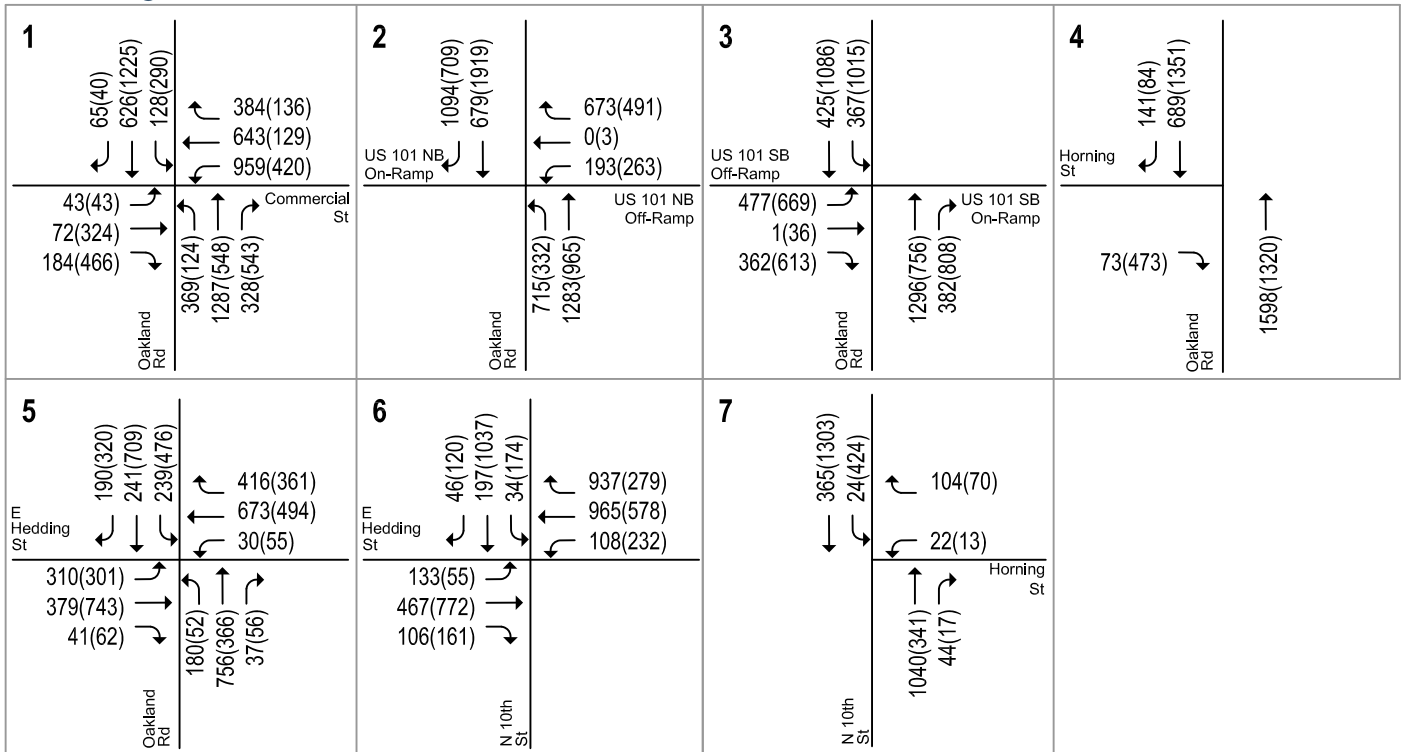 1
65(40)
626(1225)
128(290)
384(136)
643(129)
959(420)
Commercial
St
43(43)
72(324)
184(466)
369(124)
1287(548)
328(543)
Oakland
Rd
2
1094(709)
679(1919)
673(491)
0(3)
193(263)
US 101 NB
On-Ramp
US 101 NB
Off-Ramp
715(332)
1283(965)
Oakland
Rd
3
425(1086)
367(1015)
US 101 SB
Off-Ramp
477(669)
1(36)
362(613)
US 101 SB
On-Ramp
1296(756)
382(808)
Oakland
Rd
4
141(84)
689(1351)
Horning
St
73(473)
1598(1320)
Oakland
Rd
5
190(320)
241(709)
239(476)
416(361)
673(494)
30(55)
E
Hedding
St
310(301)
379(743)
41(62)
180(52)
756(366)
37(56)
Oakland
Rd
6
46(120)
197(1037)
34(174)
937(279)
965(578)
108(232)
E
Hedding
St
133(55)
467(772)
106(161)
N 10th
St
7
365(1303)
24(424)
104(70)
22(13)
Horning
St
1040(341)
44(17)
N 10th
St